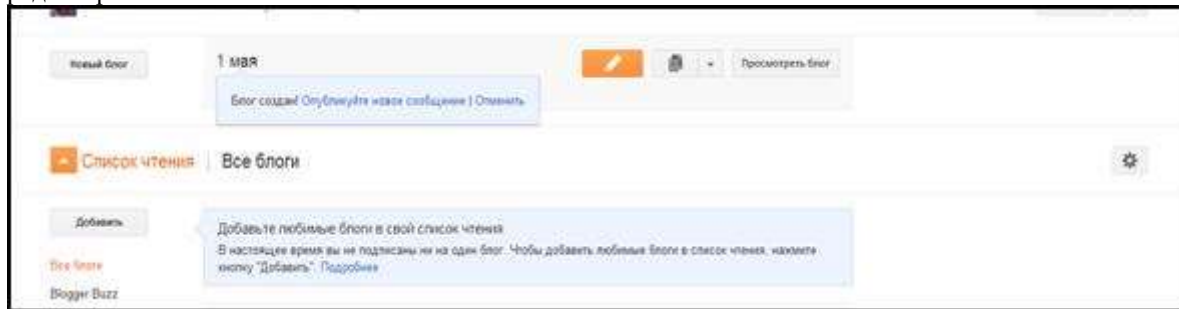 Новый блог
1 мая
Просмотреть блог
Блог создан! Опубликуйте новое сообщение | Отменить
Список чтения | Все блоги
Добавить
Добавьте любимые блоги в свой список чтения
В настоящее время вы не подписаны ни на один блог. Чтобы добавить любимые блоги в список чтения, нажмите
кнопку "Добавить". Подробнее
Все блоги
Blogger Buzz